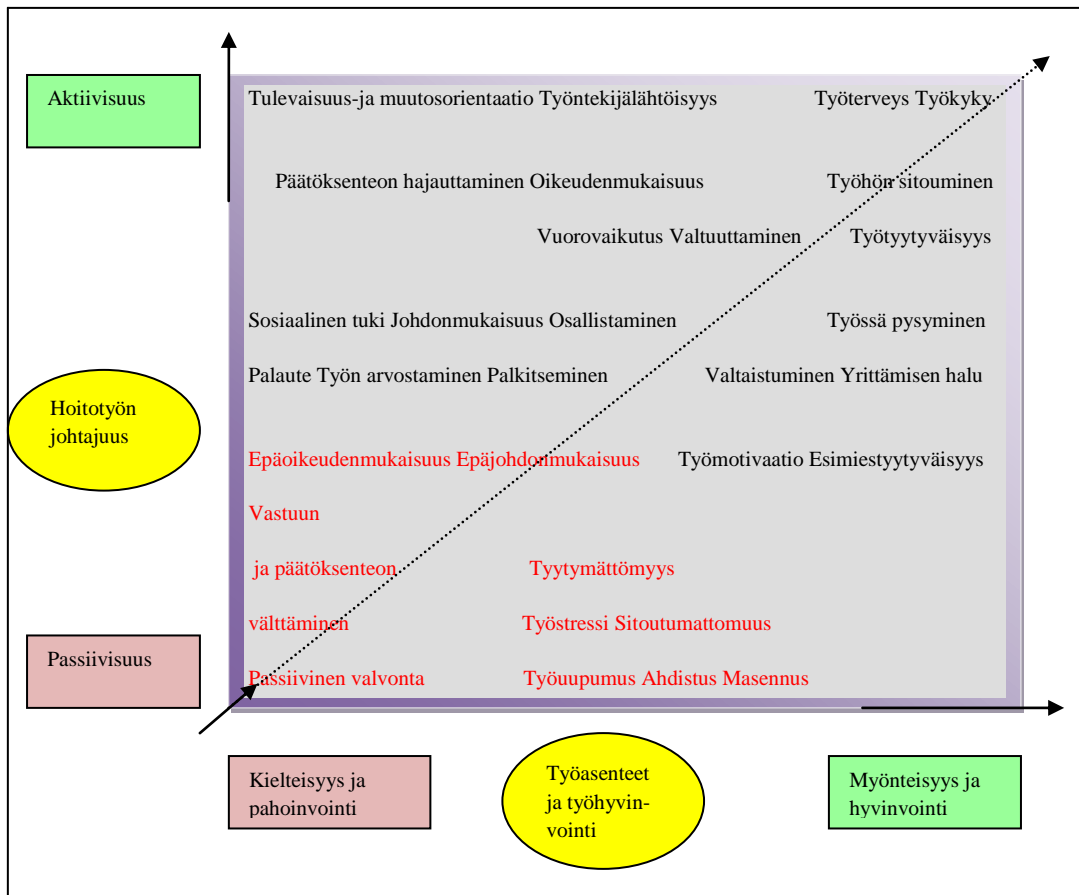 Aktiivisuus
Tulevaisuus-ja muutosorientaatio Työntekijälähtöisyys Työterveys Työkyky
Päätöksenteon hajauttaminen Oikeudenmukaisuus Työhön sitouminen
Vuorovaikutus Valtuuttaminen Työtyytyväisyys
Sosiaalinen tuki Johdonmukaisuus Osallistaminen Työssä pysyminen
Palaute Työn arvostaminen Palkitseminen Valtaistuminen Yrittämisen halu
Hoitotyön
johtajuus
Epäoikeudenmukaisuus Epäjohdonmukaisuus Työmotivaatio Esimiestyytyväisyys
Vastuun
ja päätöksenteon Tyytymättömyys
välttäminen Työstressi Sitoutumattomuus
Passiivisuus
Passiivinen valvonta Työuupumus Ahdistus Masennus
Kielteisyys ja
pahoinvointi
Työasenteet
ja työhyvin-
vointi
Myönteisyys ja
hyvinvointi